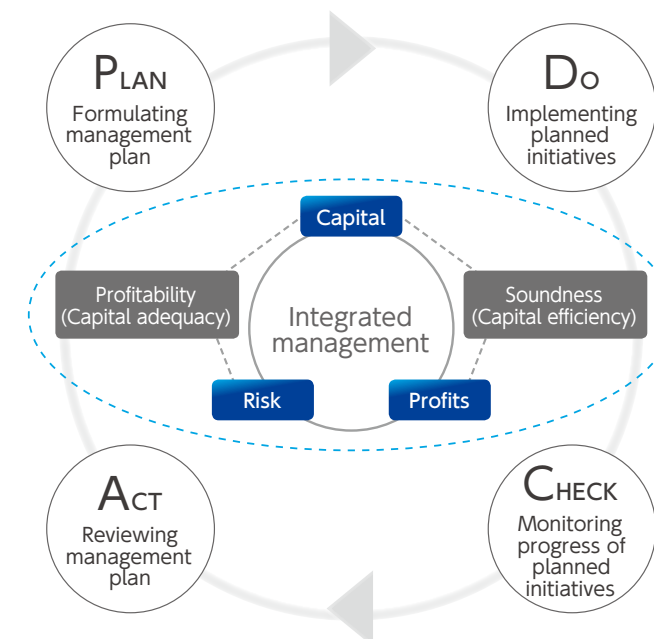 PLAN
Formulating
management
plan
DO
Implementing
planned
initiatives
Capital
Profitability
(Capital adequacy)
Soundness
(Capital efficiency)
Integrated
management
Risk
Profits
ACT
Reviewing
management
plan
CHECK
Monitoring
progress of
planned
initiatives